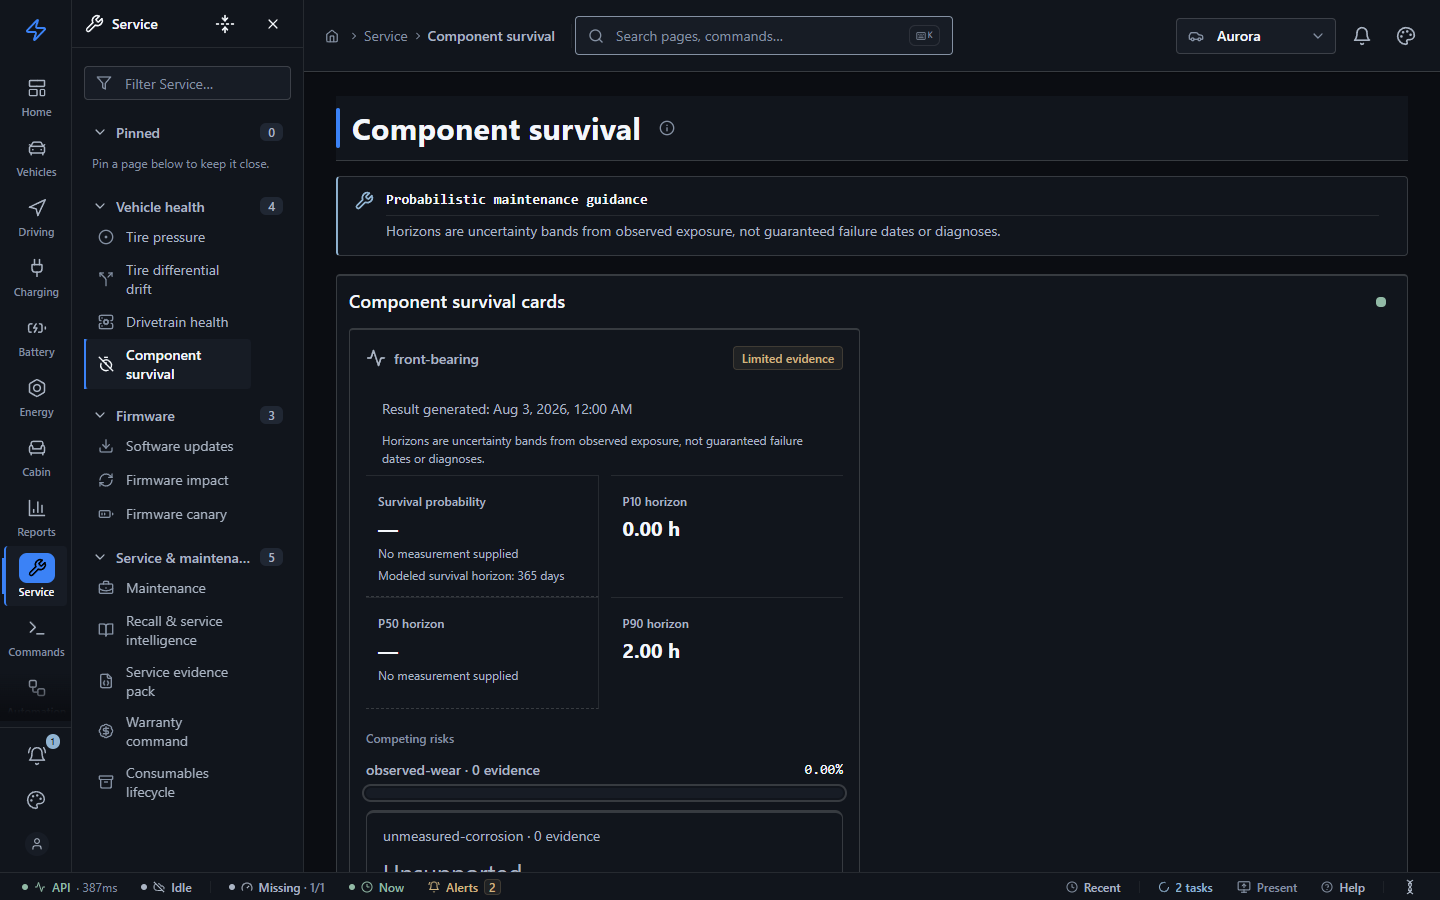 Service
Service
Component survival
Search pages, commands...
K
Aurora
Home
Vehicles
Driving
Charging
Battery
Energy
Cabin
Reports
Service
Commands
1
Filter Service...
Pinned
0
Pin a page below to keep it close.
Vehicle health
4
Tire pressure
Tire differential
drift
Drivetrain health
Component
survival
Firmware
3
Software updates
Firmware impact
Firmware canary
Service & maintena...
5
Maintenance
Recall & service
intelligence
Service evidence
pack
Warranty
command
Consumables
lifecycle
Component survival
Probabilistic maintenance guidance
Horizons are uncertainty bands from observed exposure, not guaranteed failure dates or diagnoses.
Component survival cards
front-bearing
Limited evidence
Result generated: Aug 3, 2026, 12:00 AM
Horizons are uncertainty bands from observed exposure, not guaranteed failure
dates or diagnoses.
Survival probability
—
No measurement supplied
Modeled survival horizon: 365 days
P10 horizon
0.00 h
P50 horizon
—
No measurement supplied
P90 horizon
2.00 h
Competing risks
observed-wear · 0 evidence
0.00%
unmeasured-corrosion · 0 evidence
Unsupported
API · 387ms
Idle
Missing · 1/1
Now
Alerts 2
Recent
2 tasks
Present
Help